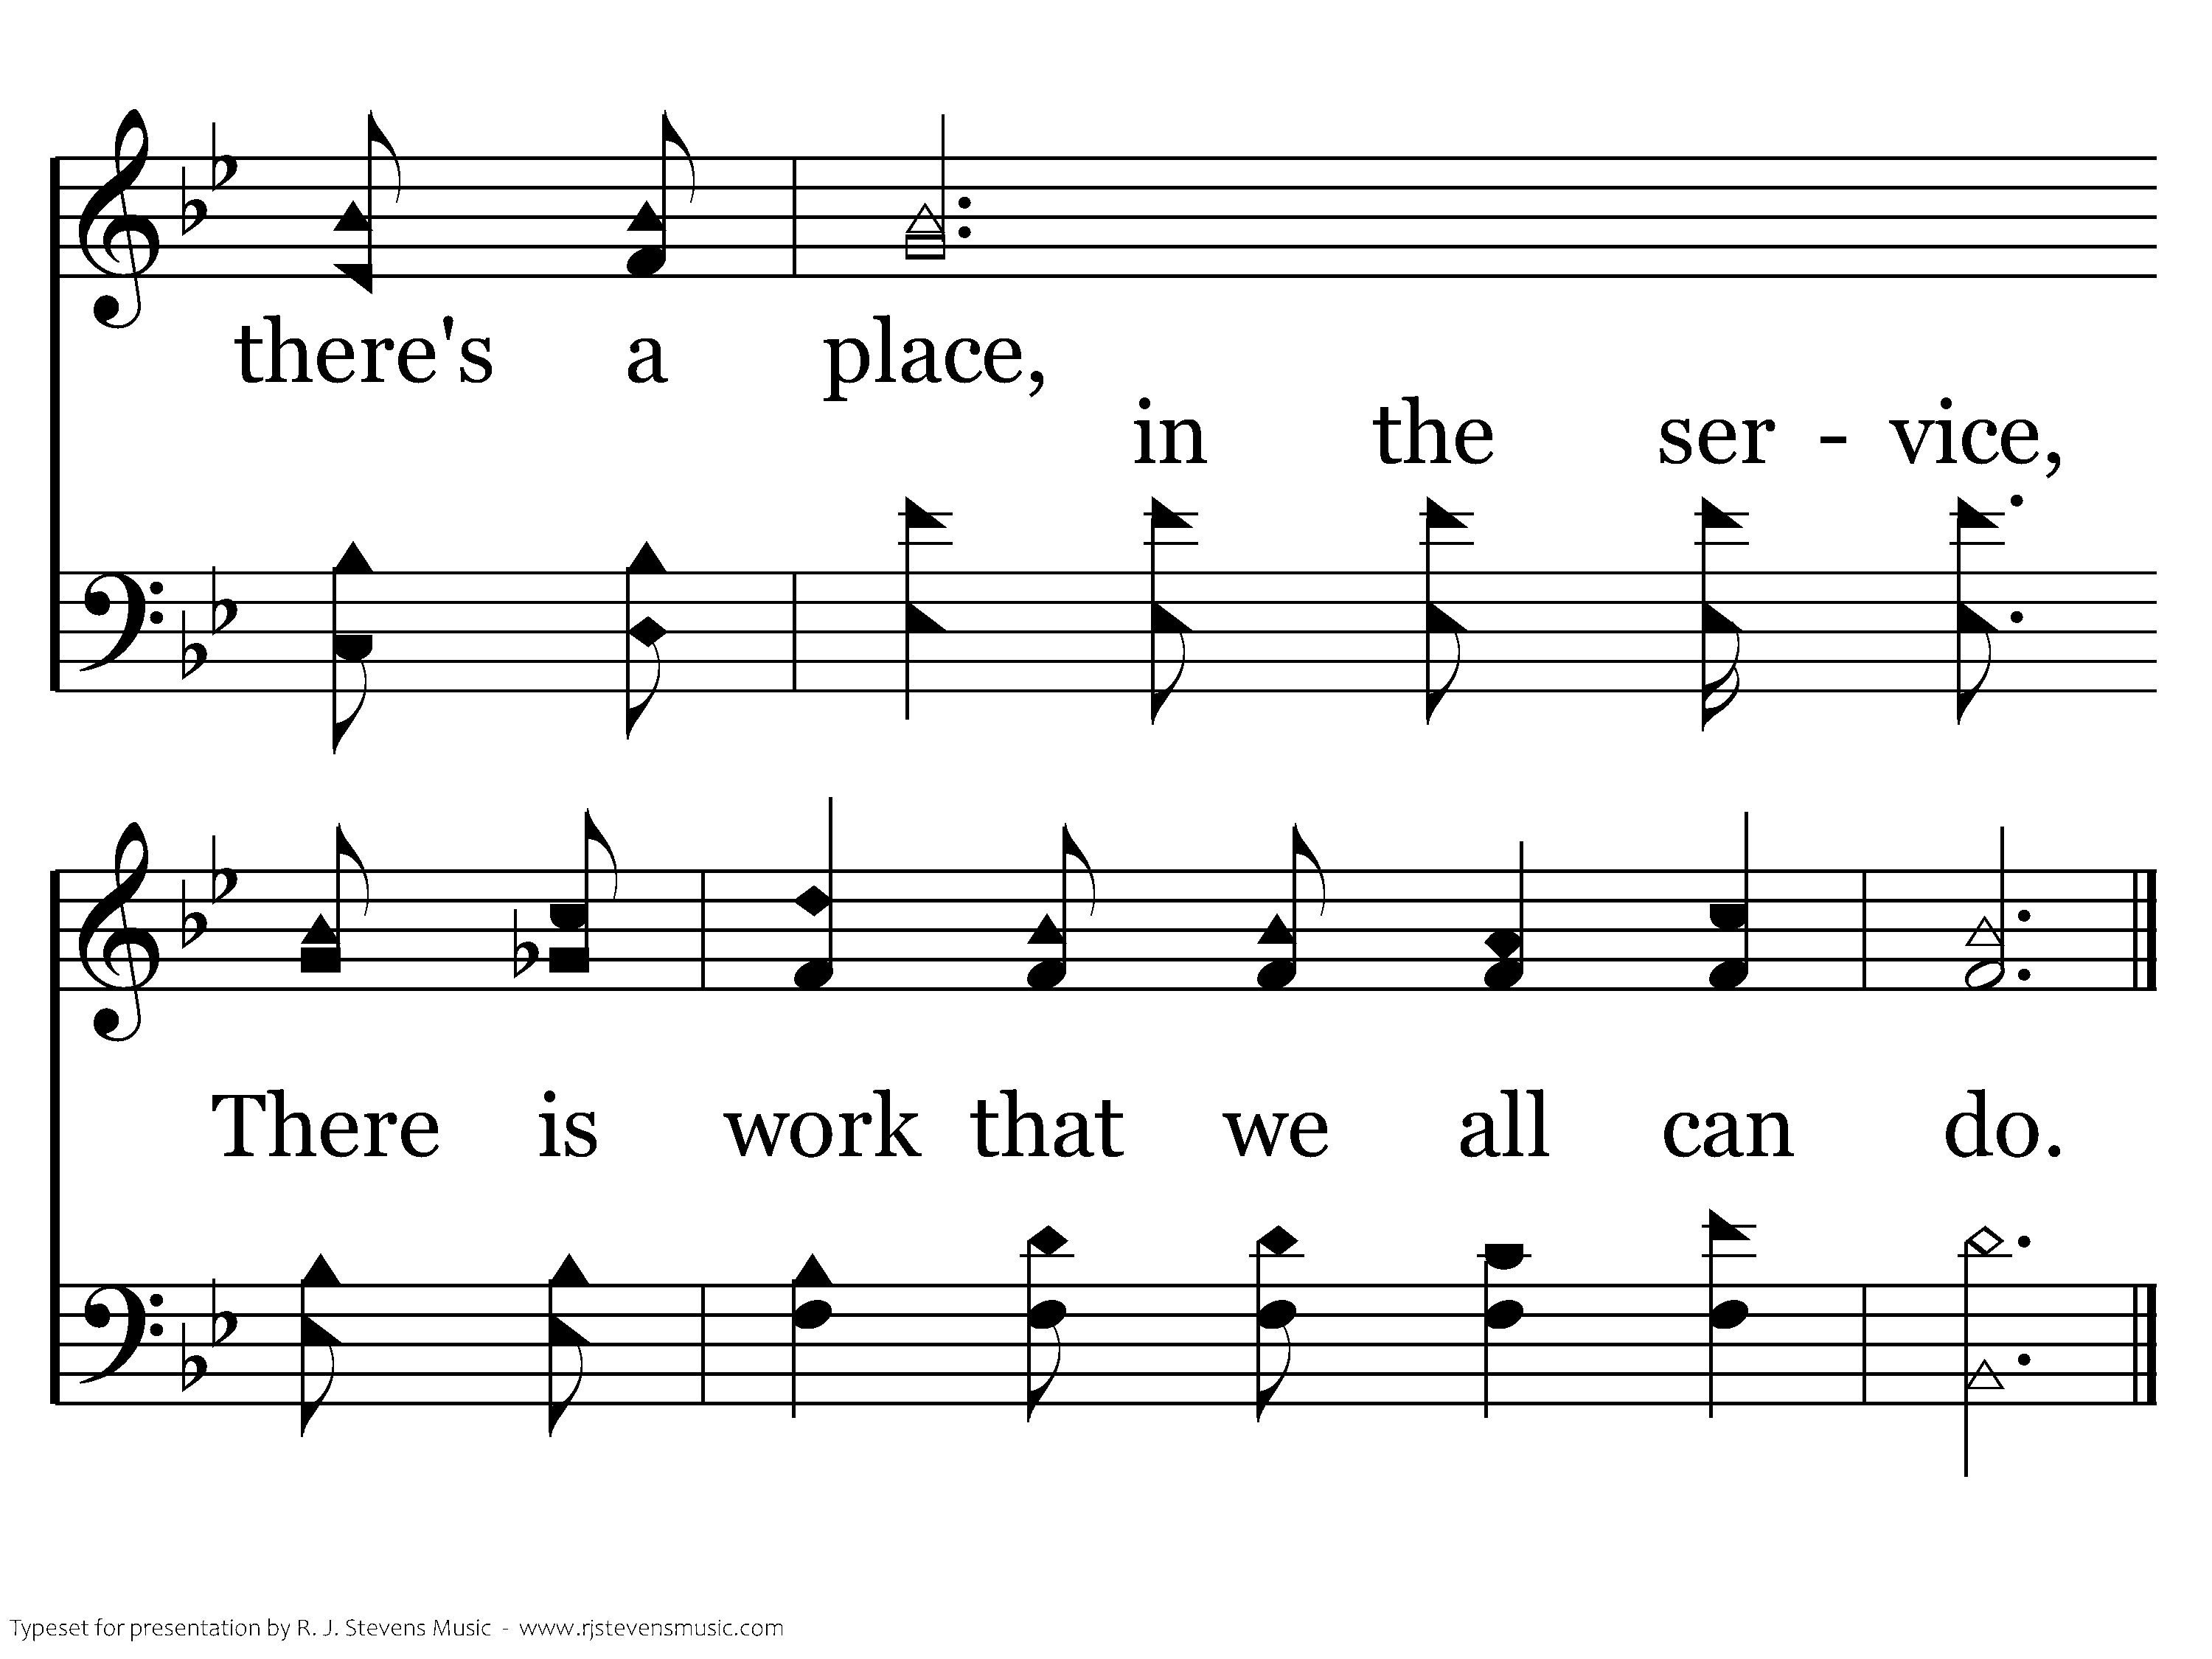 there's a place,
in the ser - vice,
There is work that we all can do.
Typeset for presentation by R. J. Stevens Music - www.rjstevensmusic.com